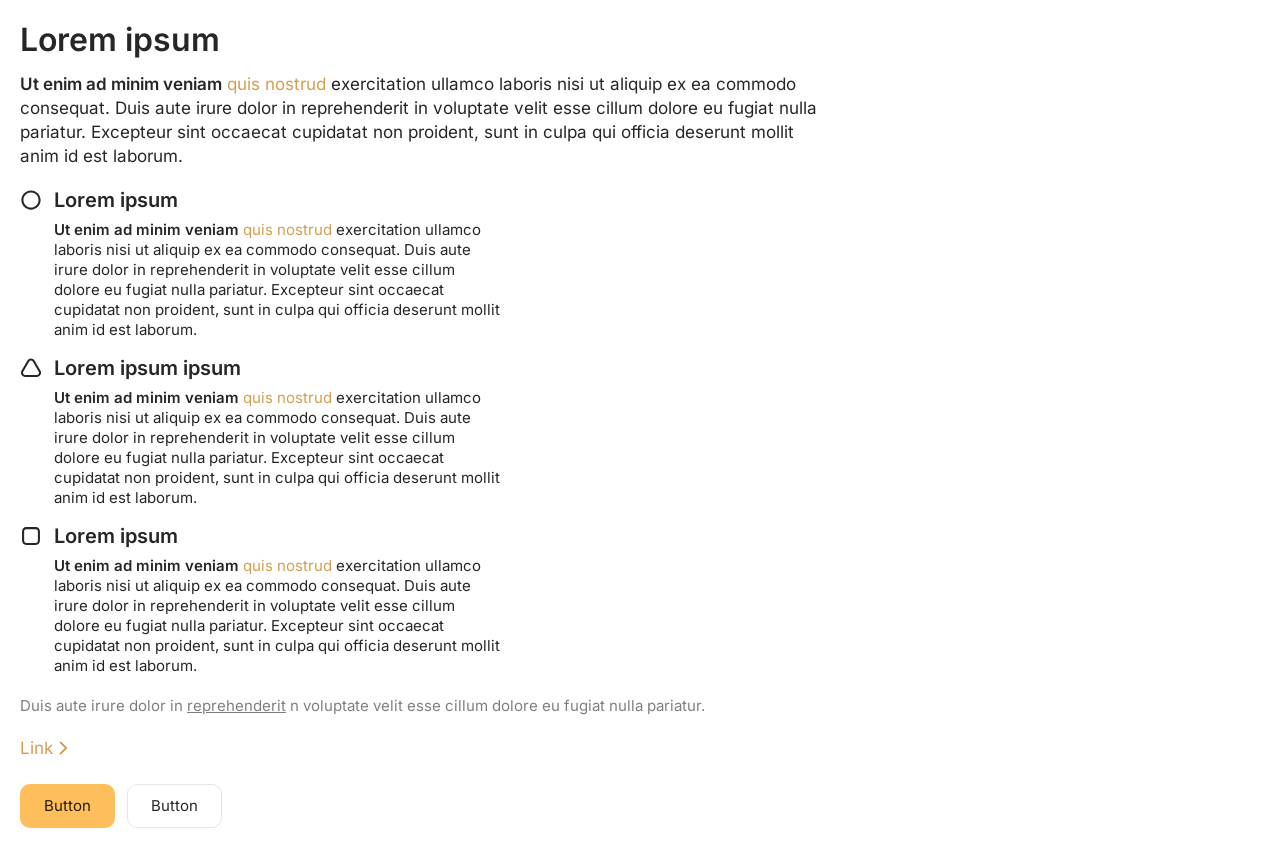 Lorem ipsum
Ut enim ad minim veniam quis nostrud exercitation ullamco laboris nisi ut aliquip ex ea commodo
consequat. Duis aute irure dolor in reprehenderit in voluptate velit esse cillum dolore eu fugiat nulla
pariatur. Excepteur sint occaecat cupidatat non proident, sunt in culpa qui officia deserunt mollit
anim id est laborum.
Lorem ipsum
Ut enim ad minim veniam quis nostrud exercitation ullamco
laboris nisi ut aliquip ex ea commodo consequat. Duis aute
irure dolor in reprehenderit in voluptate velit esse cillum
dolore eu fugiat nulla pariatur. Excepteur sint occaecat
cupidatat non proident, sunt in culpa qui officia deserunt mollit
anim id est laborum.
Lorem ipsum ipsum
Ut enim ad minim veniam quis nostrud exercitation ullamco
laboris nisi ut aliquip ex ea commodo consequat. Duis aute
irure dolor in reprehenderit in voluptate velit esse cillum
dolore eu fugiat nulla pariatur. Excepteur sint occaecat
cupidatat non proident, sunt in culpa qui officia deserunt mollit
anim id est laborum.
Lorem ipsum
Ut enim ad minim veniam quis nostrud exercitation ullamco
laboris nisi ut aliquip ex ea commodo consequat. Duis aute
irure dolor in reprehenderit in voluptate velit esse cillum
dolore eu fugiat nulla pariatur. Excepteur sint occaecat
cupidatat non proident, sunt in culpa qui officia deserunt mollit
anim id est laborum.
Duis aute irure dolor in reprehenderit n voluptate velit esse cillum dolore eu fugiat nulla pariatur.
Link
Button Button